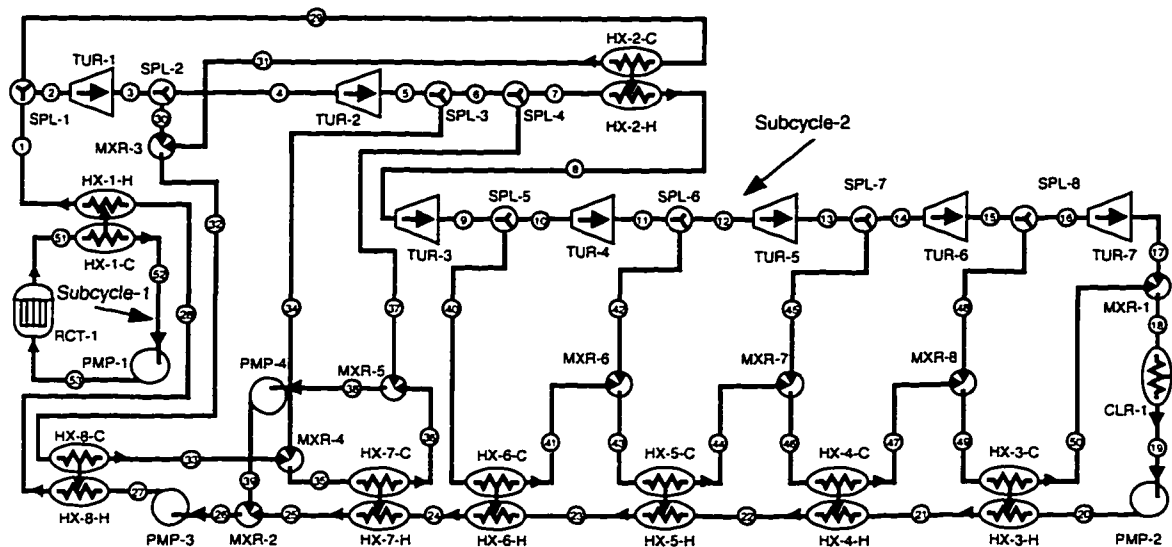 29
HX-2-C
31
TUR-1
SPL-2
2
3
4
5
6
7
SPL-1
TUR-2
SPL-3
SPL-4
HX-2-H
30
MXR-3
1
8
Subcycle-2
HX-1-H
32
SPL-5
SPL-6
SPL-7
SPL-8
51
9
10
11
12
13
14
15
16
HX-1-C
52
TUR-3
TUR-4
TUR-5
TUR-6
TUR-7
17
Subcycle-1
28
34
37
40
42
45
48
MXR-1
RCT-1
18
PMP-1
PMP-4
MXR-5
MXR-6
MXR-7
MXR-8
53
38
CLR-1
HX-8-C
MXR-4
36
41
43
44
46
47
49
50
19
33
HX-7-C
HX-6-C
HX-5-C
HX-4-C
HX-3-C
39
35
27
26
25
24
23
22
21
20
HX-8-H
PMP-3
MXR-2
HX-7-H
HX-6-H
HX-5-H
HX-4-H
HX-3-H
PMP-2